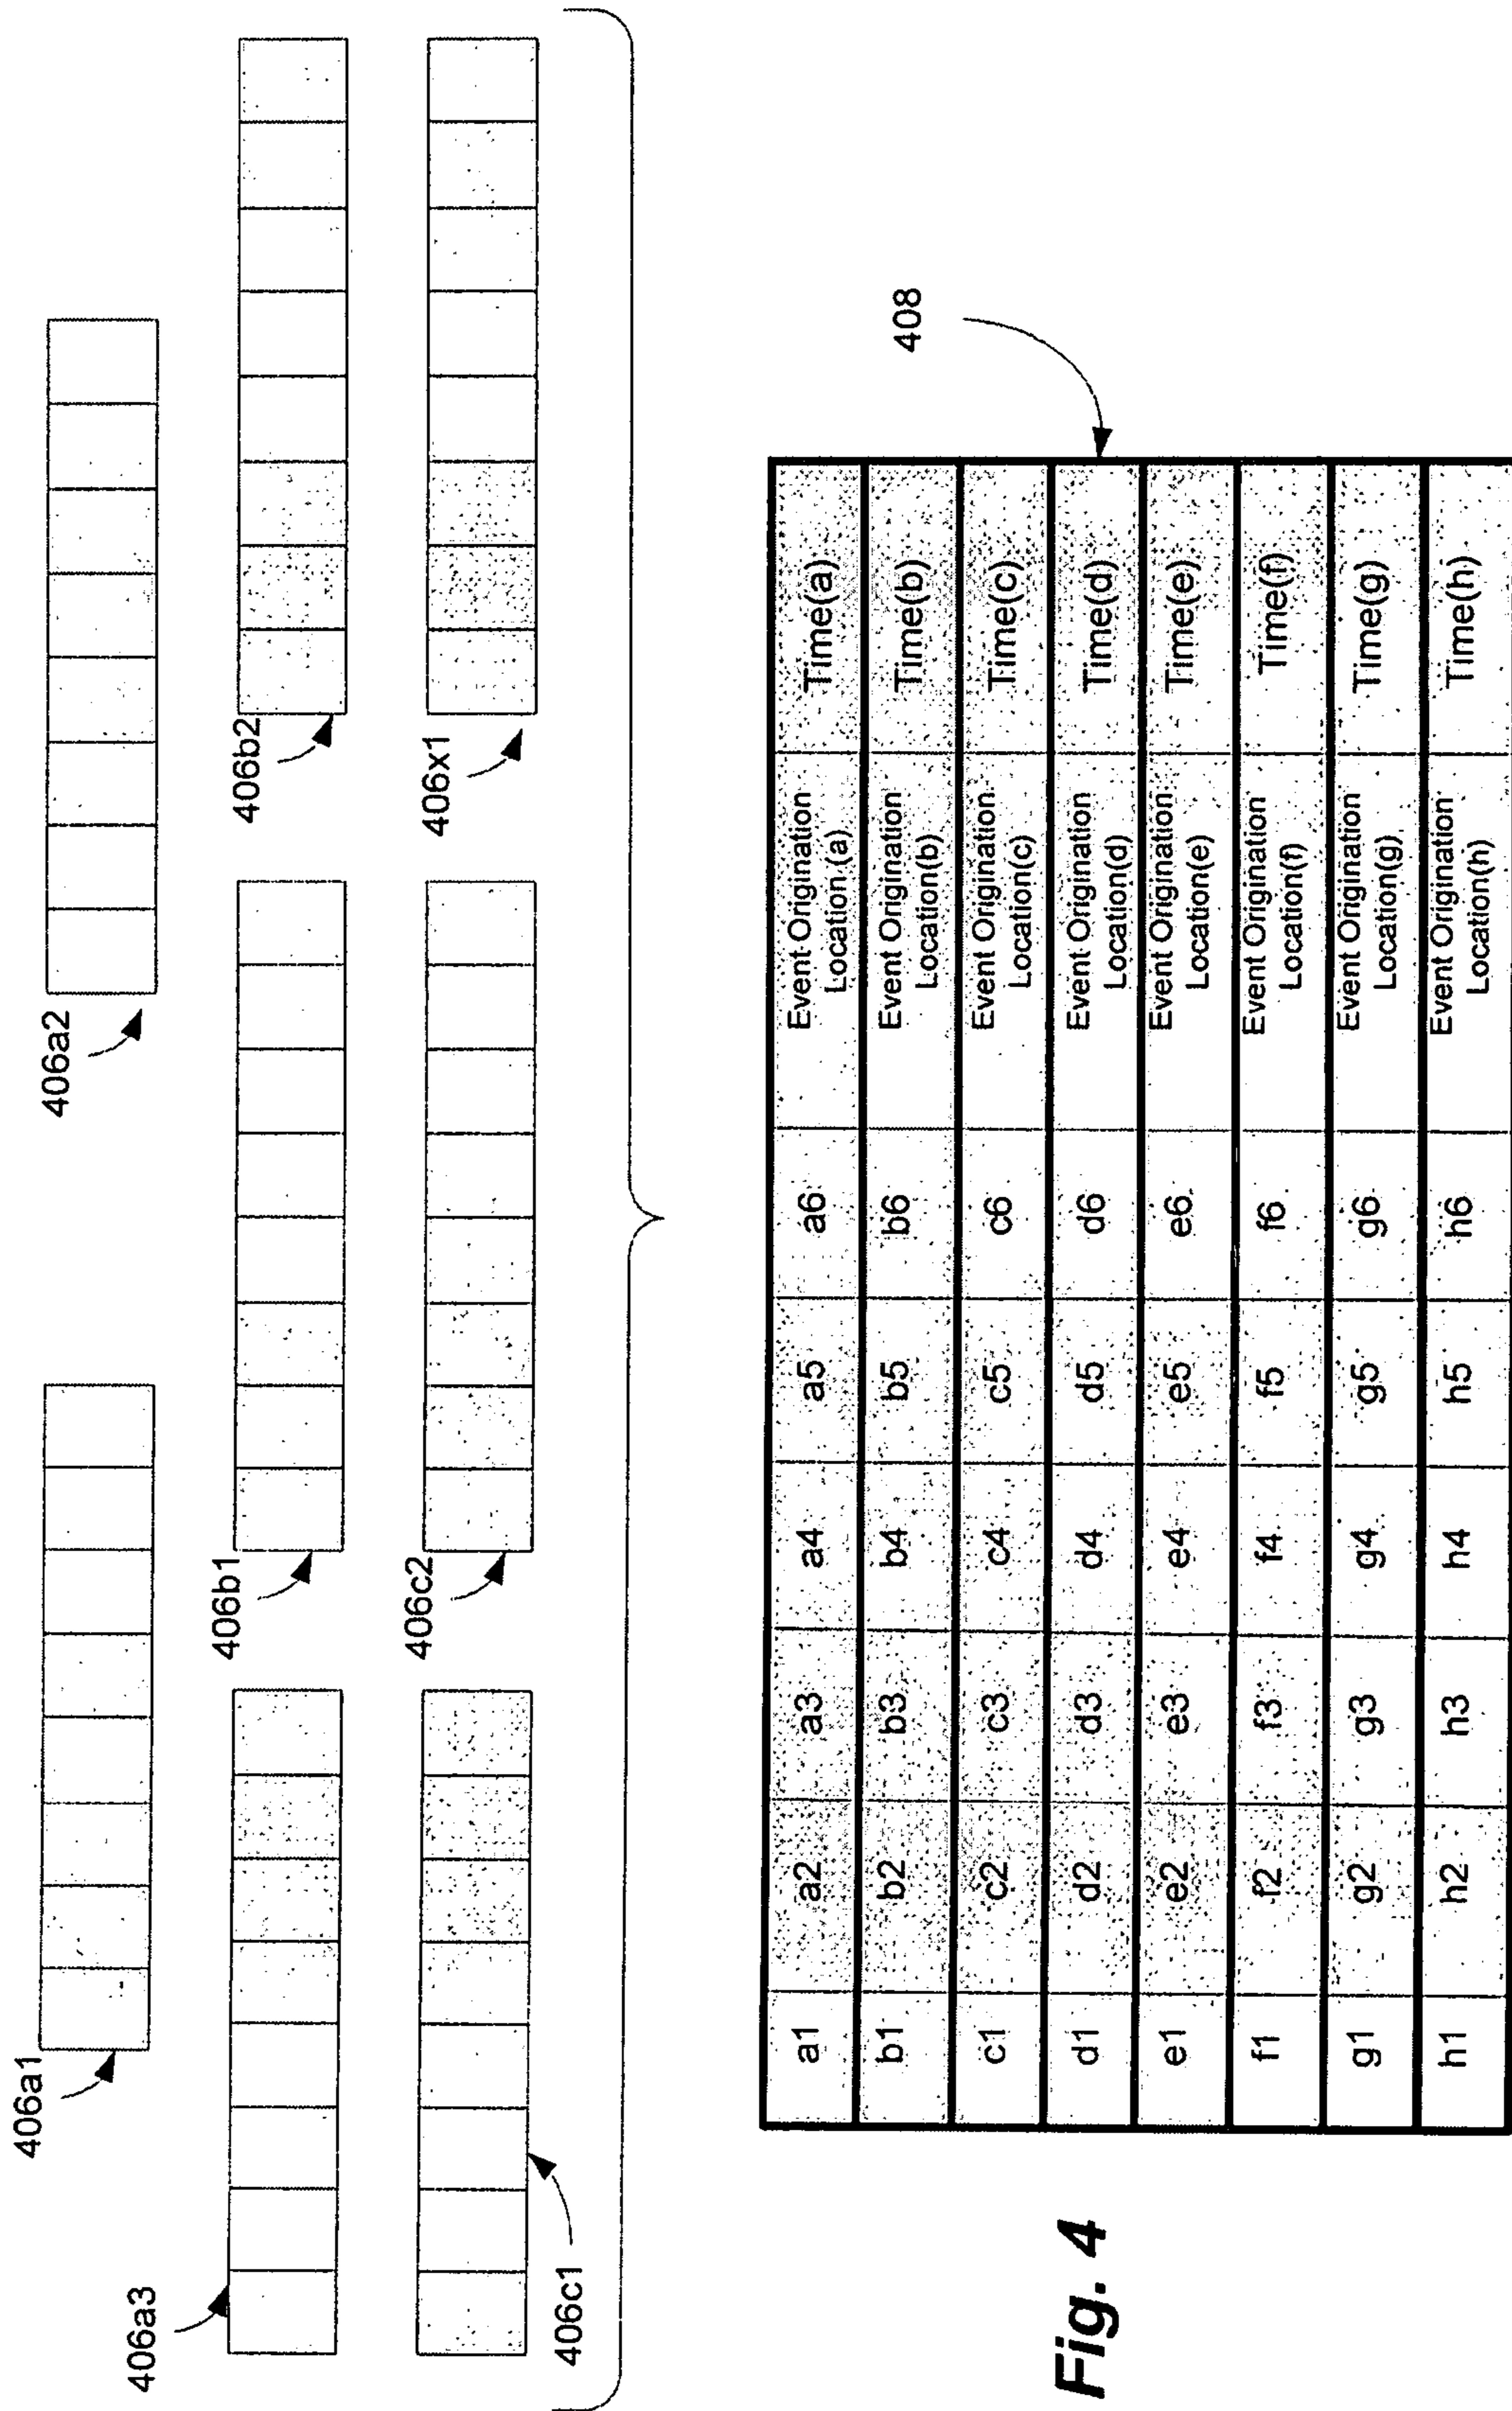 406a1
406a2
406a3
406b1
406b2
406c1
406c2
406x1
408
a1 a2 a3 a4 a5 a6 Event Origination Location (a) Time(a)
b1 b2 b3 b4 b5 b6 Event Origination Location(b) Time(b)
c1 c2 c3 c4 c5 c6 Event Origination Location(c) Time(c)
d1 d2 d3 d4 d5 d6 Event Origination Location(d) Time(d)
e1 e2 e3 e4 e5 e6 Event Origination Location(e) Time(e)
f1 f2 f3 f4 f5 f6 Event Origination Location(f) Time(f)
g1 g2 g3 g4 g5 g6 Event Origination Location(g) Time(g)
h1 h2 h3 h4 h5 h6 Event Origination Location(h) Time(h)
Fig. 4